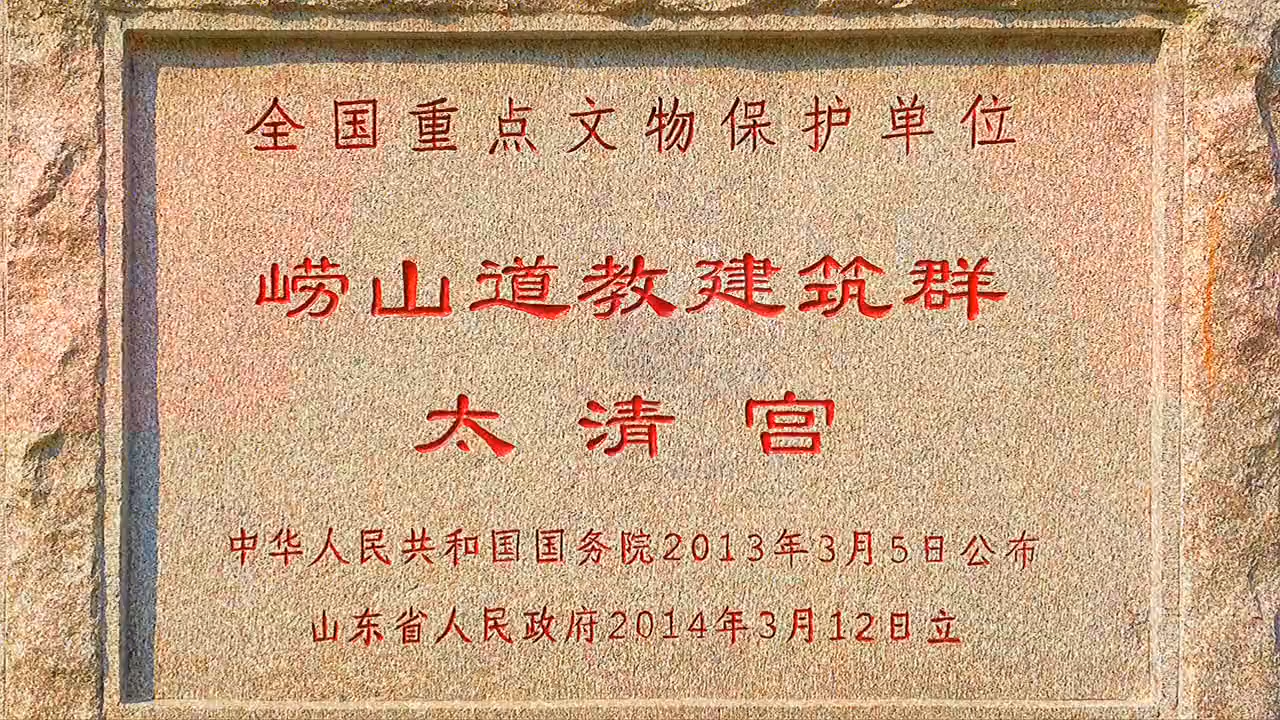 全国重点文物保护单位
崂山道教建筑群
太清宫
中华人民共和国国务院2013年3月5日公布
山东省人民政府2014年3月12日立